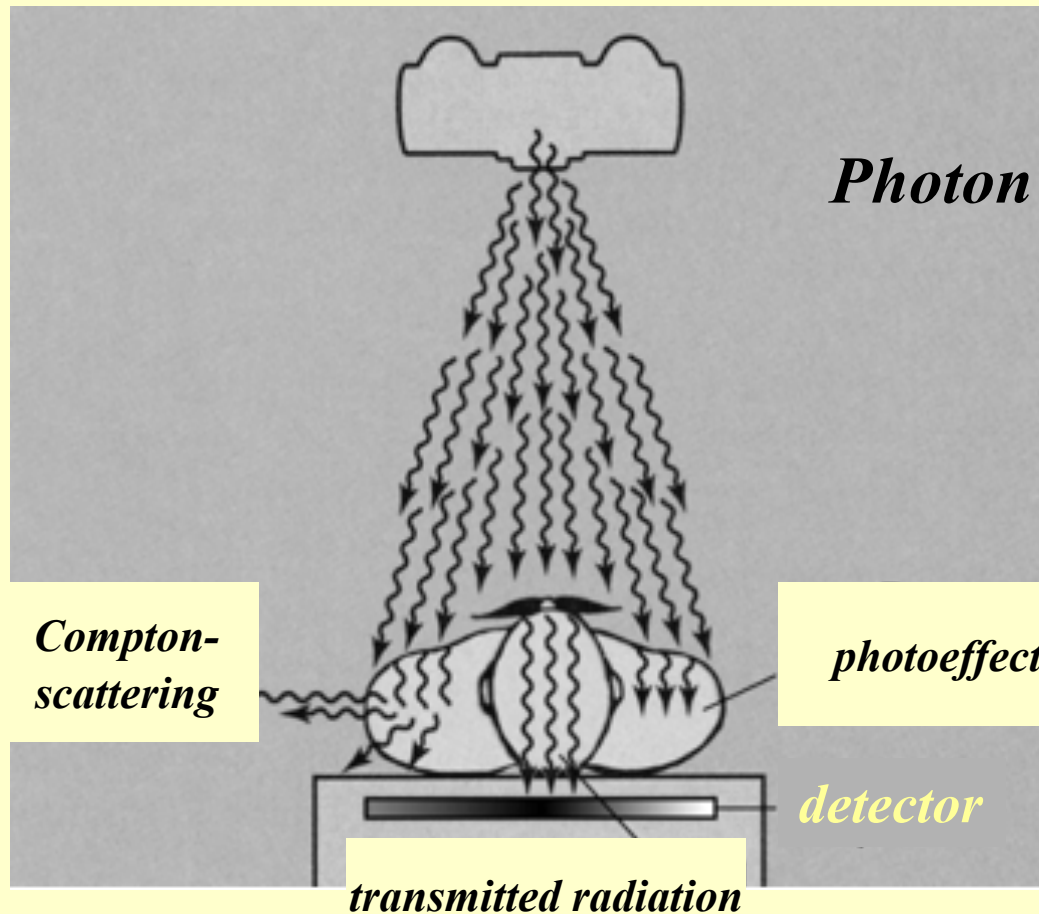 Photon
Compton-
scattering
photoeffect
detector
transmitted radiation